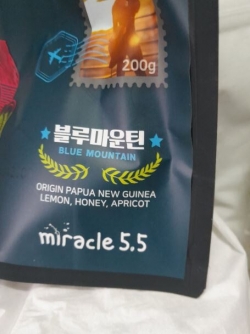 200g
블루마운틴
BLUE MOUNTAIN
ORIGIN PAPUA NEW GUINEA
LEMON, HONEY, APRICOT
miracle 5.5